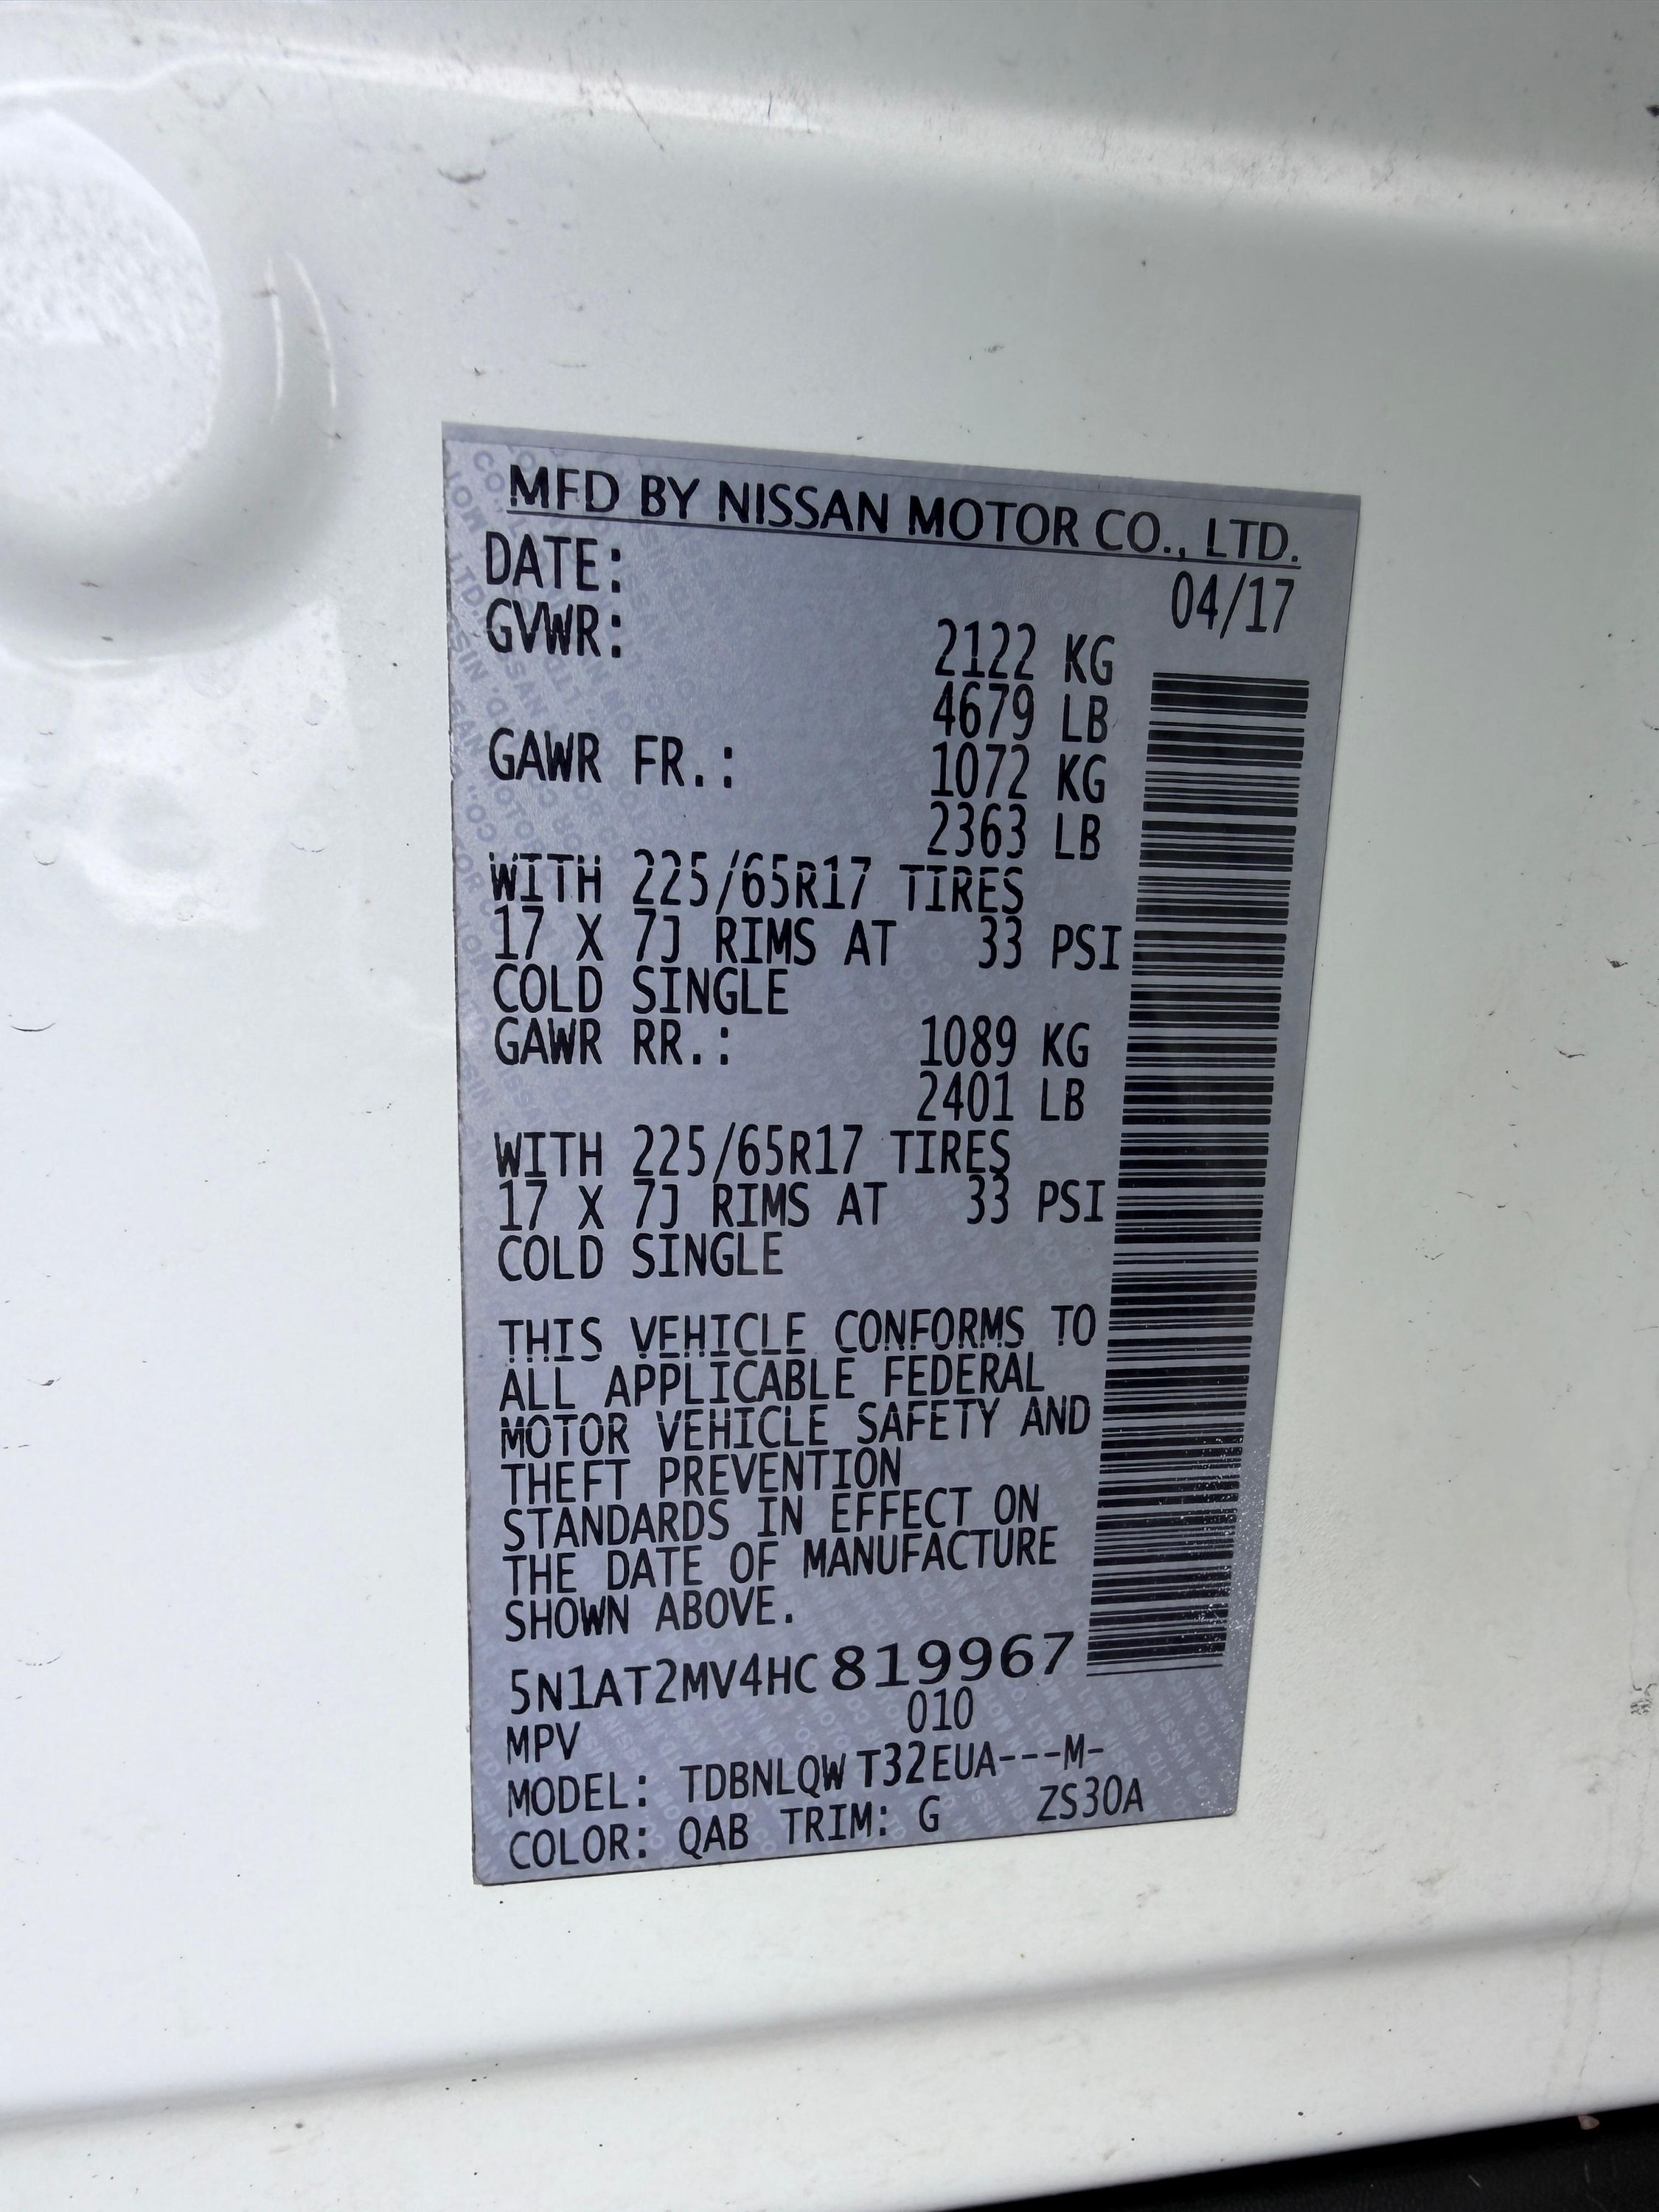 MFD BY NISSAN MOTOR CO., LTD.
DATE: 04/17
GVWR: 2122 KG
4679 LB
GAWR FR.: 1072 KG
2363 LB
WITH 225/65R17 TIRES
17 X 7J RIMS AT 33 PSI
COLD SINGLE
GAWR RR.: 1089 KG
2401 LB
WITH 225/65R17 TIRES
17 X 7J RIMS AT 33 PSI
COLD SINGLE
THIS VEHICLE CONFORMS TO
ALL APPLICABLE FEDERAL
MOTOR VEHICLE SAFETY AND
THEFT PREVENTION
STANDARDS IN EFFECT ON
THE DATE OF MANUFACTURE
SHOWN ABOVE.
5N1AT2MV4HC819967
MPV 010
MODEL: TDBNLQW T32EUA---M-
COLOR: QAB TRIM: G ZS30A